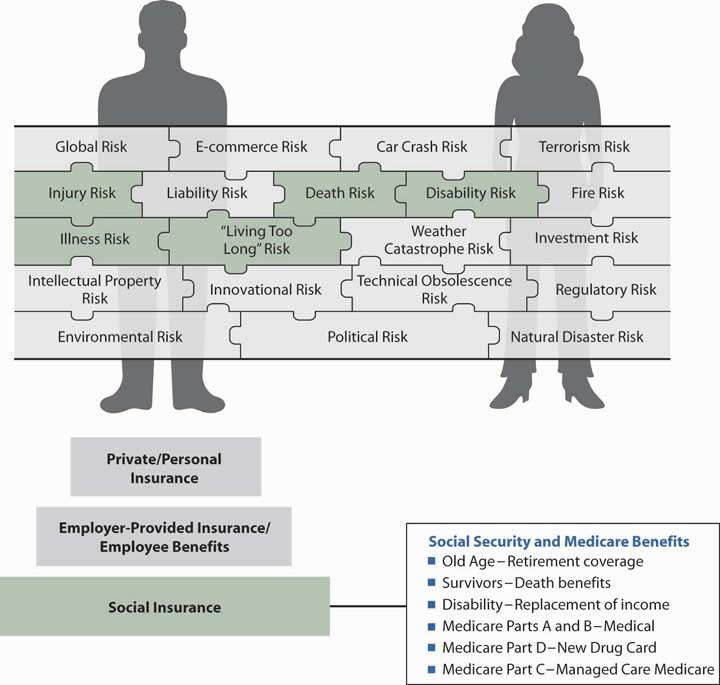 Global Risk
E-commerce Risk
Car Crash Risk
Terrorism Risk
Injury Risk
Liability Risk
Death Risk
Disability Risk
Fire Risk
Illness Risk
“Living Too
Long” Risk
Weather
Catastrophe Risk
Investment Risk
Intellectual Property
Risk
Innovational Risk
Technical Obsolescence
Risk
Regulatory Risk
Environmental Risk
Political Risk
Natural Disaster Risk
Private/Personal
Insurance
Employer-Provided Insurance/
Employee Benefits
Social Insurance
Social Security and Medicare Benefits
Old Age–Retirement coverage
Survivors–Death benefits
Disability–Replacement of income
Medicare Parts A and B–Medical
Medicare Part D–New Drug Card
Medicare Part C–Managed Care Medicare